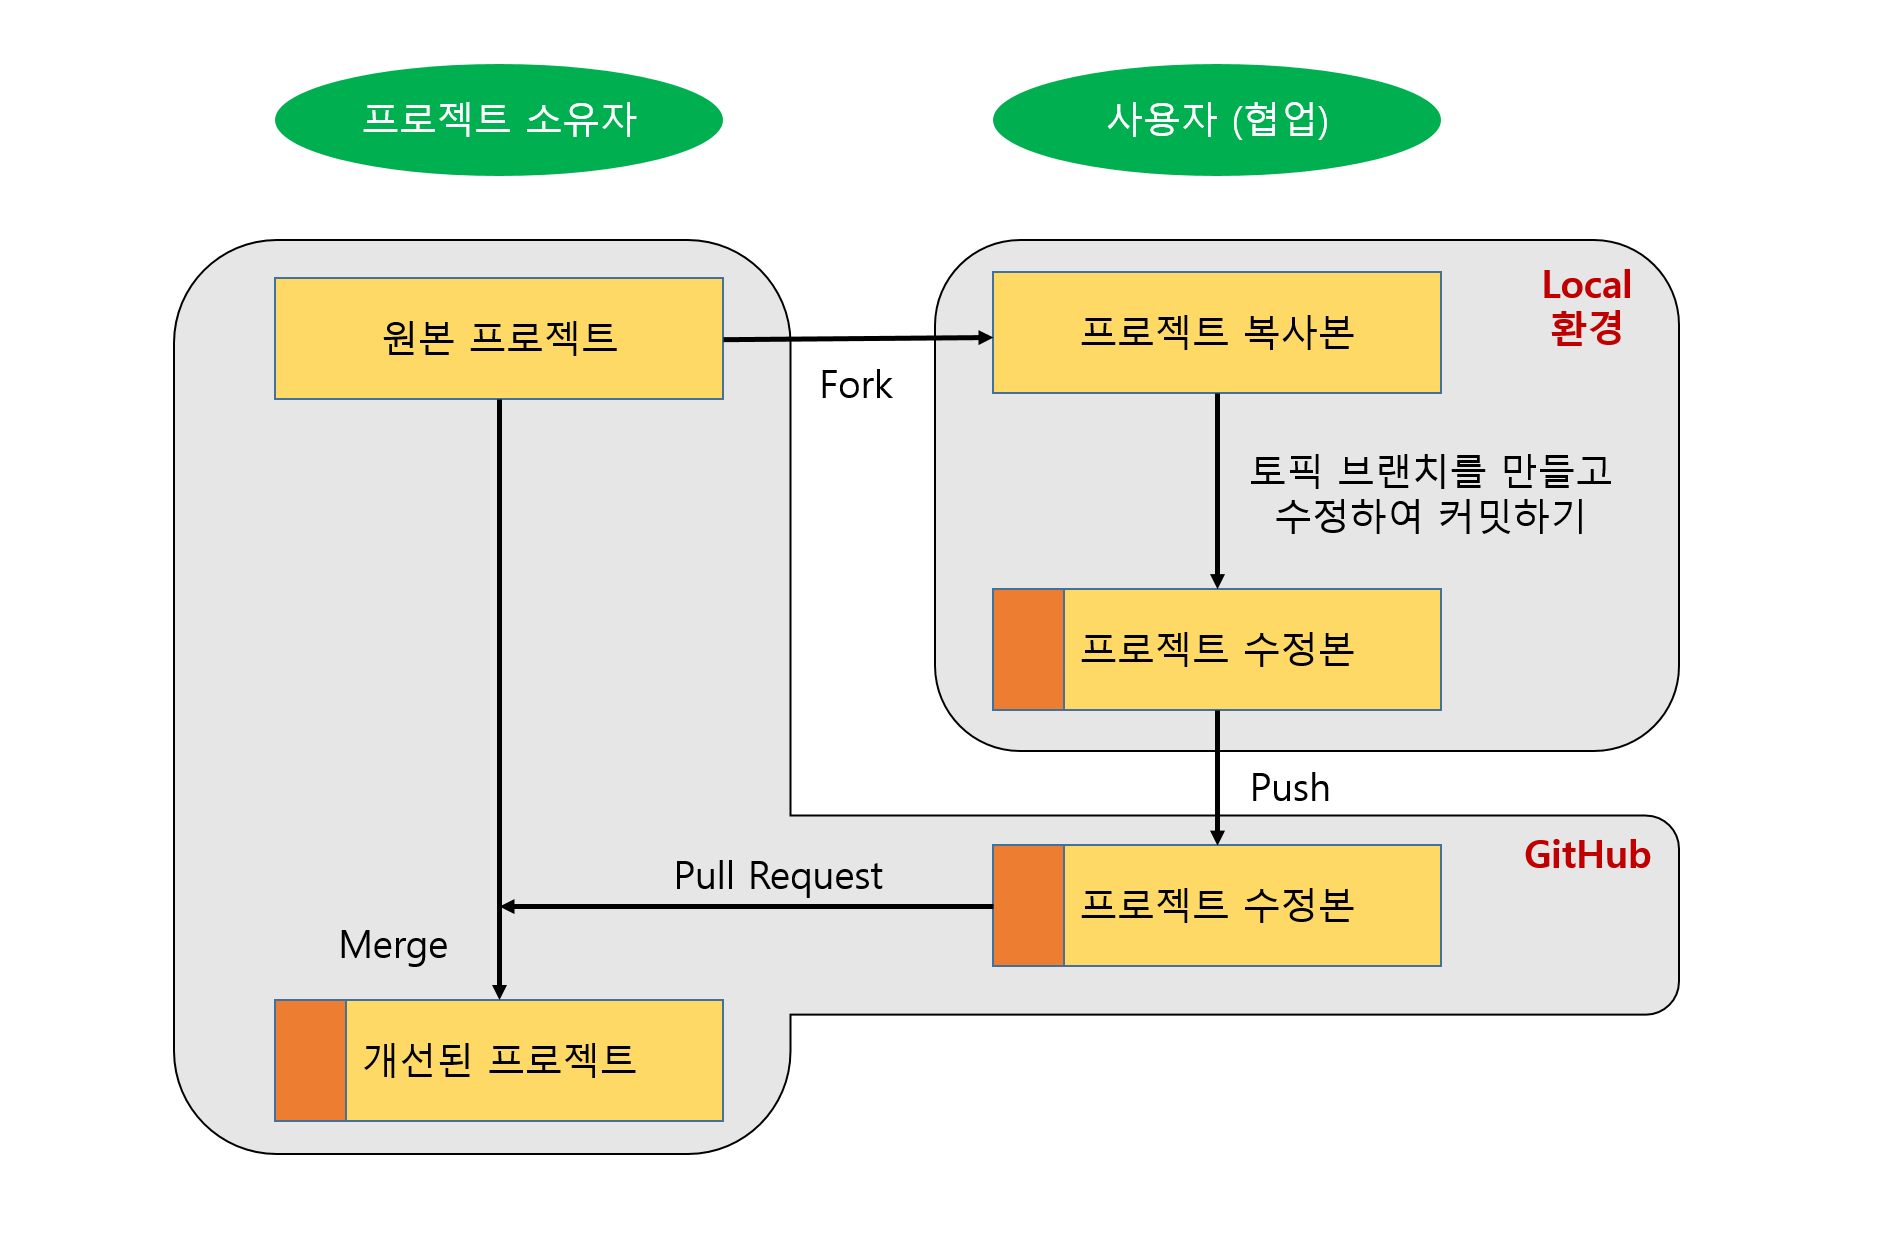 프로젝트 소유자
사용자 (협업)
원본 프로젝트
Fork
프로젝트 복사본
Local
환경
토픽 브랜치를 만들고
수정하여 커밋하기
프로젝트 수정본
Push
GitHub
프로젝트 수정본
Pull Request
Merge
개선된 프로젝트